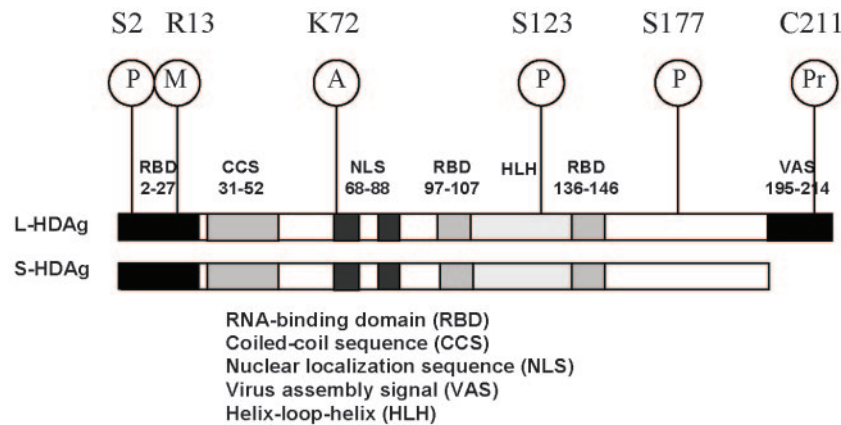 S2 R13 K72 S123 S177 C211
P M A P P Pr
RBD CCS NLS RBD HLH RBD VAS
2-27 31-52 68-88 97-107 136-146 195-214
L-HDAg
S-HDAg
RNA-binding domain (RBD)
Coiled-coil sequence (CCS)
Nuclear localization sequence (NLS)
Virus assembly signal (VAS)
Helix-loop-helix (HLH)